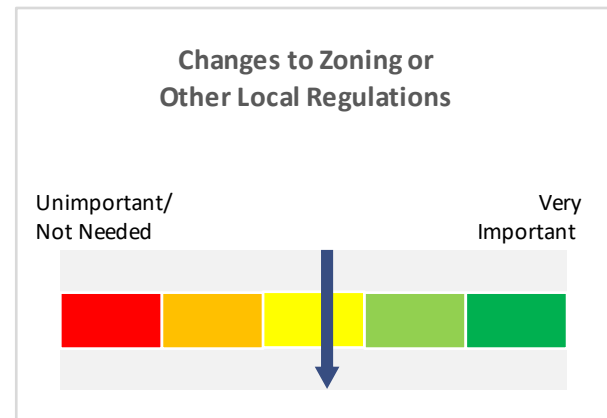 Changes to Zoning or
Other Local Regulations
Unimportant/
Not Needed
Very
Important